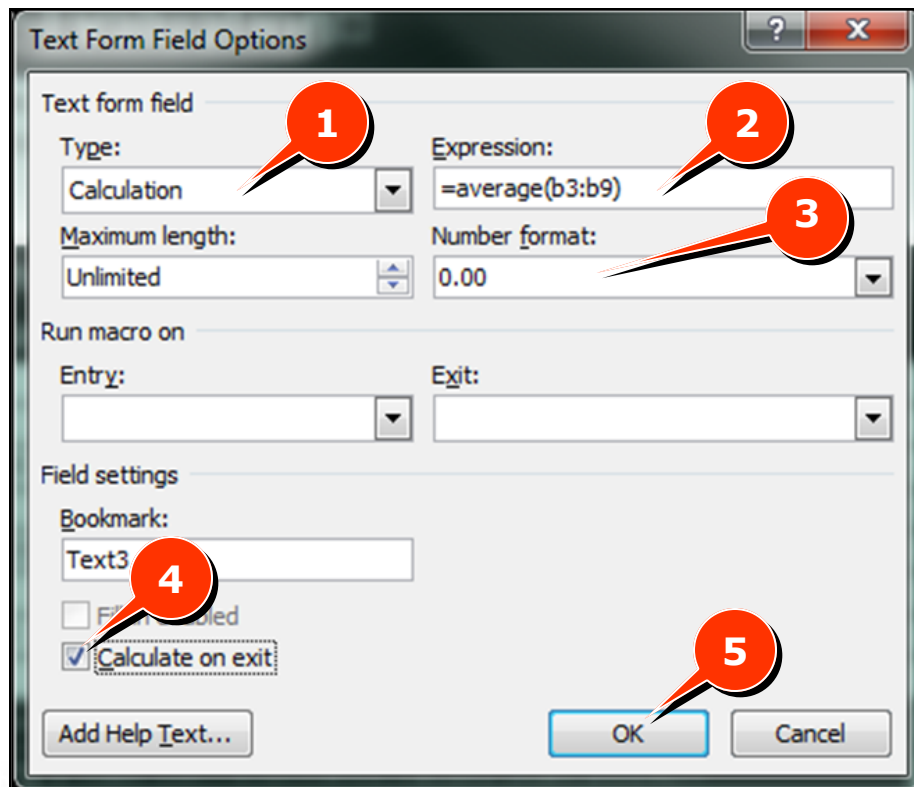 Text Form Field Options
?
X
Text form field
1
2
Type:
Expression:
Calculation
=average(b3:b9)
3
Maximum length:
Number format:
Unlimited
0.00
Run macro on
Entry:
Exit:
Field settings
Bookmark:
Text3
4
Calculate on exit
5
Add Help Text...
OK
Cancel